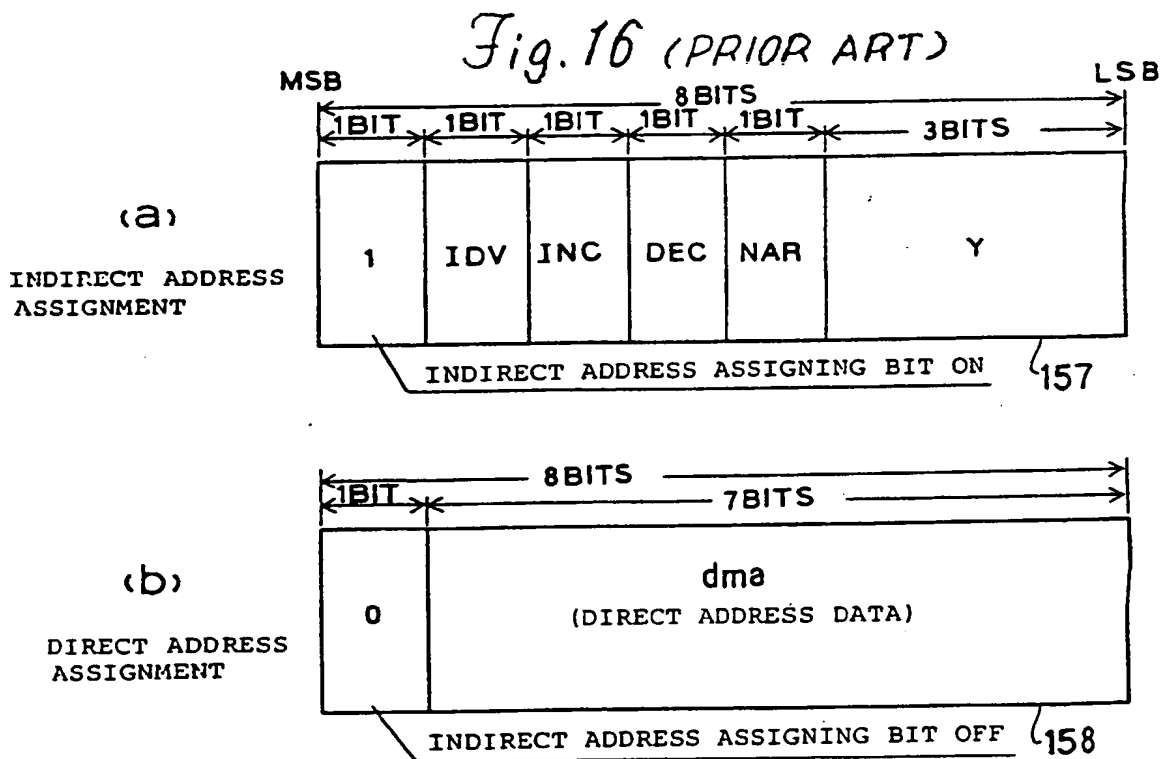 Fig. 16 (PRIOR ART)
MSB LSB
8BITS
1BIT 1BIT 1BIT 1BIT 1BIT 3BITS
(a)
INDIRECT ADDRESS
ASSIGNMENT
1 IDV INC DEC NAR Y
INDIRECT ADDRESS ASSIGNING BIT ON 157
8BITS
1BIT 7BITS
(b)
DIRECT ADDRESS
ASSIGNMENT
0 dma
(DIRECT ADDRESS DATA)
INDIRECT ADDRESS ASSIGNING BIT OFF 158